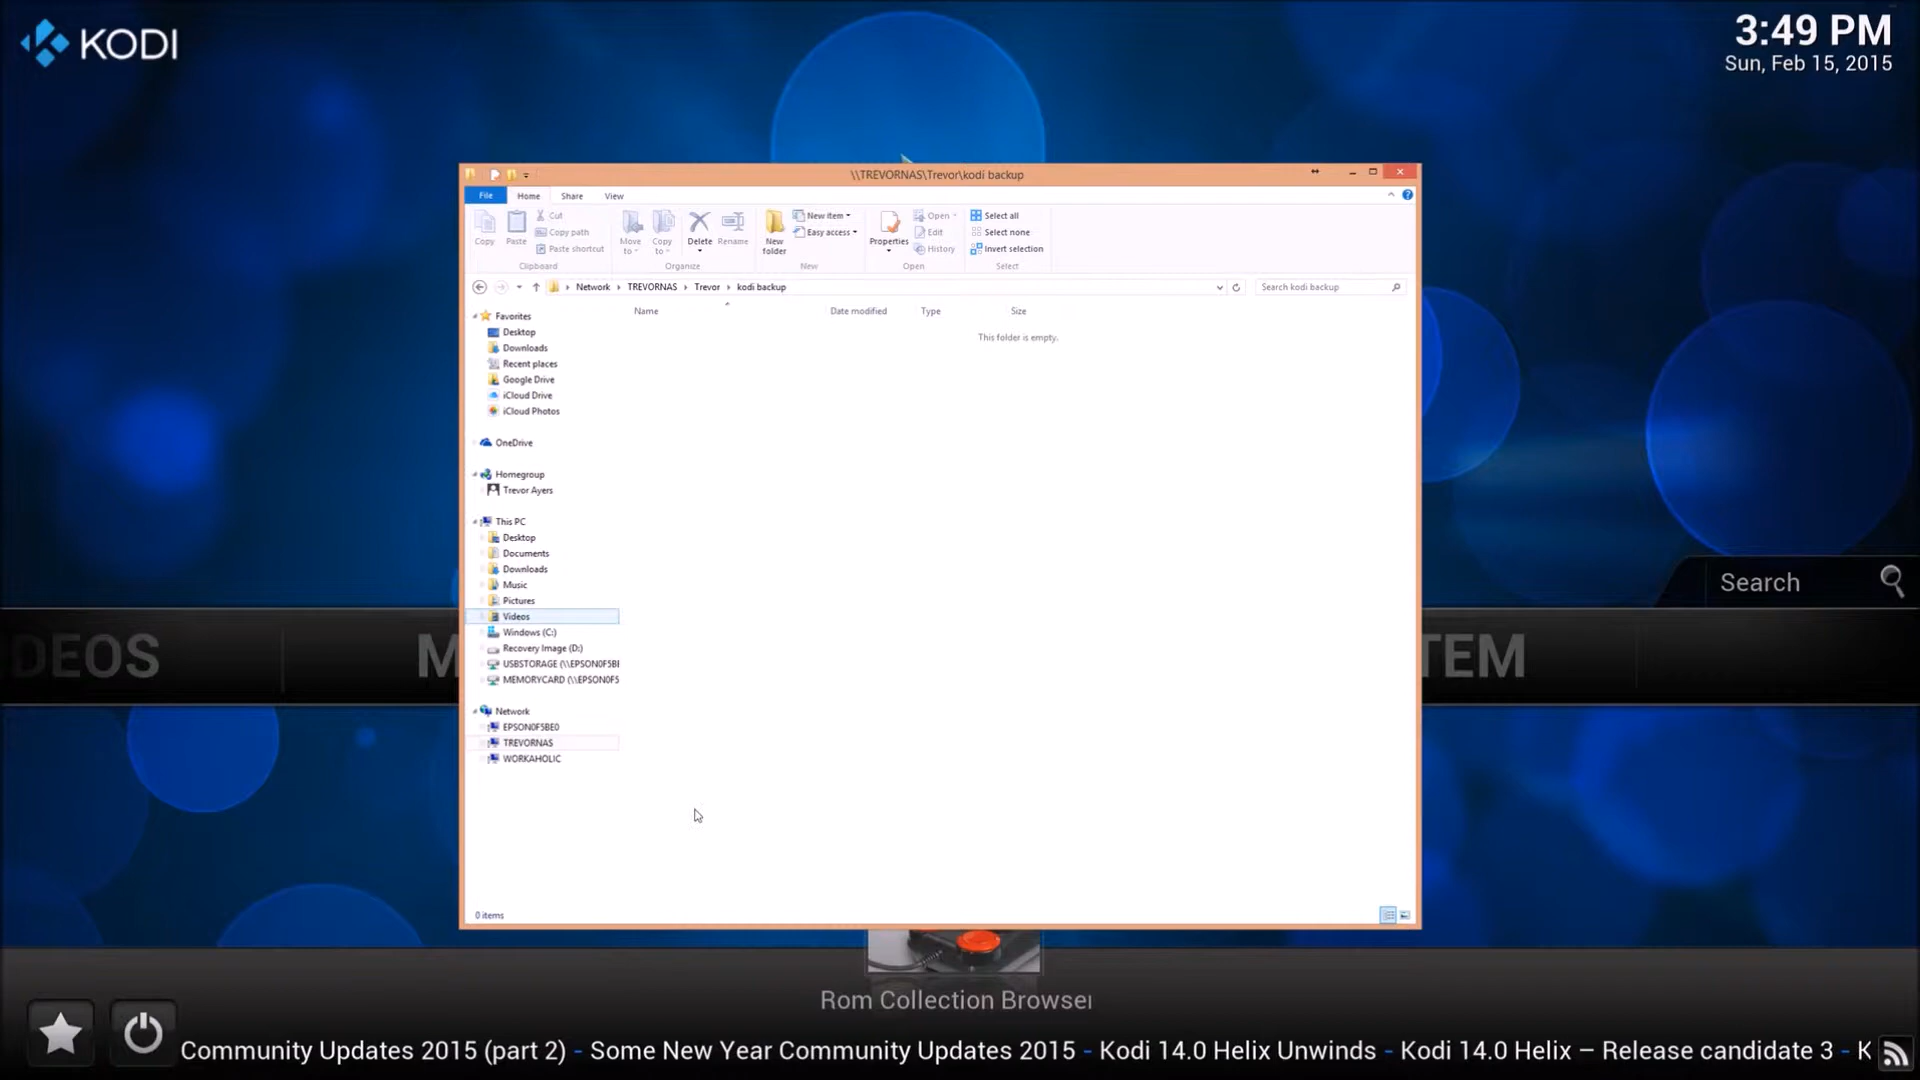 KODI
3:49 PM
Sun, Feb 15, 2015
\\TREVORNAS\Trevor\kodi backup
File Home Share View
Copy
Paste
Cut
Copy path
Paste shortcut
Clipboard
Move to
Copy to
Delete
Rename
Organize
New folder
New item
Easy access
New
Properties
Open
Edit
History
Open
Select all
Select none
Invert selection
Select
Network TREVORNAS Trevor kodi backup
Search kodi backup
Name Date modified Type Size
This folder is empty.
Favorites
Desktop
Downloads
Recent places
Google Drive
iCloud Drive
iCloud Photos
OneDrive
Homegroup
Trevor Ayers
This PC
Desktop
Documents
Downloads
Music
Pictures
Videos
Windows (C:)
Recovery Image (D:)
USBSTORAGE (\\EPSON0F5BE
MEMORYCARD (\\EPSON0F5
Network
EPSON0F5BE0
TREVORNAS
WORKAHOLIC
0 items
Search
DEOS
M
TEM
Rom Collection Browser
Community Updates 2015 (part 2) - Some New Year Community Updates 2015 - Kodi 14.0 Helix Unwinds - Kodi 14.0 Helix – Release candidate 3 - K